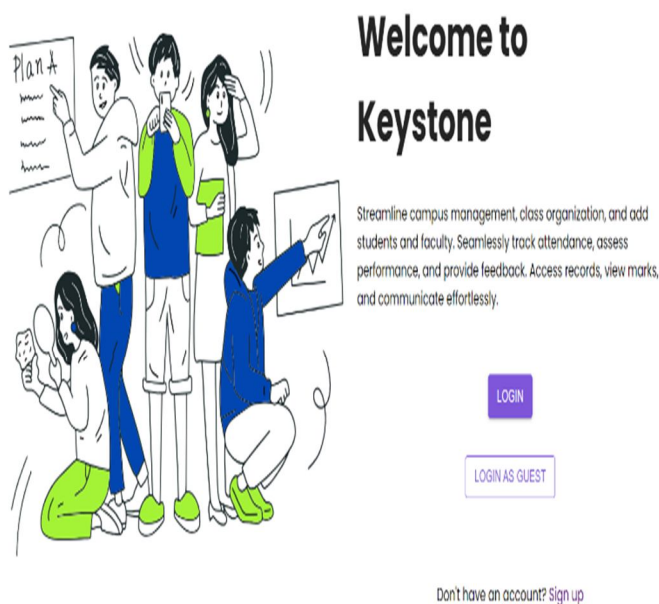 Plan A
Welcome to
Keystone
Streamline campus management, class organization, and add
students and faculty. Seamlessly track attendance, assess
performance, and provide feedback. Access records, view marks,
and communicate effortlessly.
LOGIN
LOGIN AS GUEST
Don't have an account? Sign up